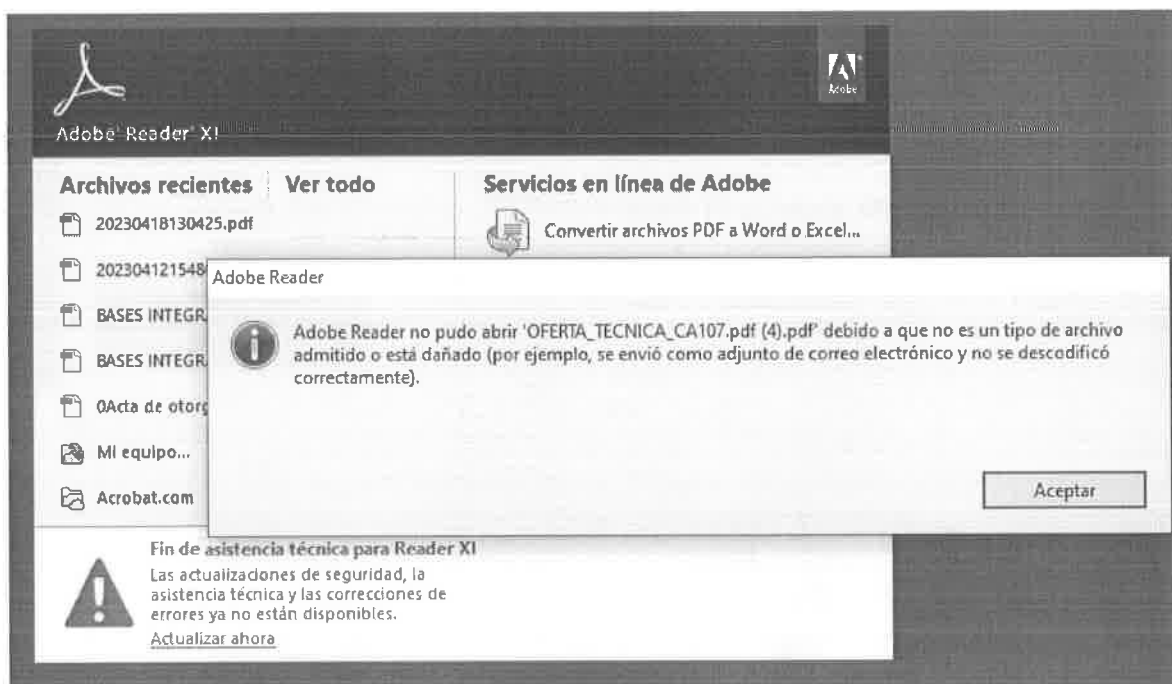 Adobe
Adobe® Reader® XI
Archivos recientes Ver todo
Servicios en línea de Adobe
20230418130425.pdf
Convertir archivos PDF a Word o Excel...
202304121548
Adobe Reader
BASES INTEGR
BASES INTEGR
0Acta de otorg
Mi equipo...
Acrobat.com
Adobe Reader no pudo abrir 'OFERTA_TECNICA_CA107.pdf (4).pdf' debido a que no es un tipo de archivo
admitido o está dañado (por ejemplo, se envió como adjunto de correo electrónico y no se descodificó
correctamente).
Aceptar
Fin de asistencia técnica para Reader XI
Las actualizaciones de seguridad, la
asistencia técnica y las correcciones de
errores ya no están disponibles.
Actualizar ahora